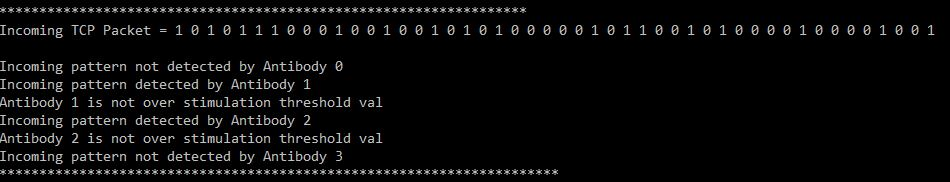 ******************************************************************
Incoming TCP Packet = 1 0 1 0 1 1 1 0 0 0 1 0 0 1 0 0 1 0 1 0 1 0 0 0 0 0 1 0 1 1 0 0 1 0 1 0 0 0 0 1 0 0 0 0 1 0 0 1
Incoming pattern not detected by Antibody 0
Incoming pattern detected by Antibody 1
Antibody 1 is not over stimulation threshold val
Incoming pattern detected by Antibody 2
Antibody 2 is not over stimulation threshold val
Incoming pattern not detected by Antibody 3
**********************************************************************